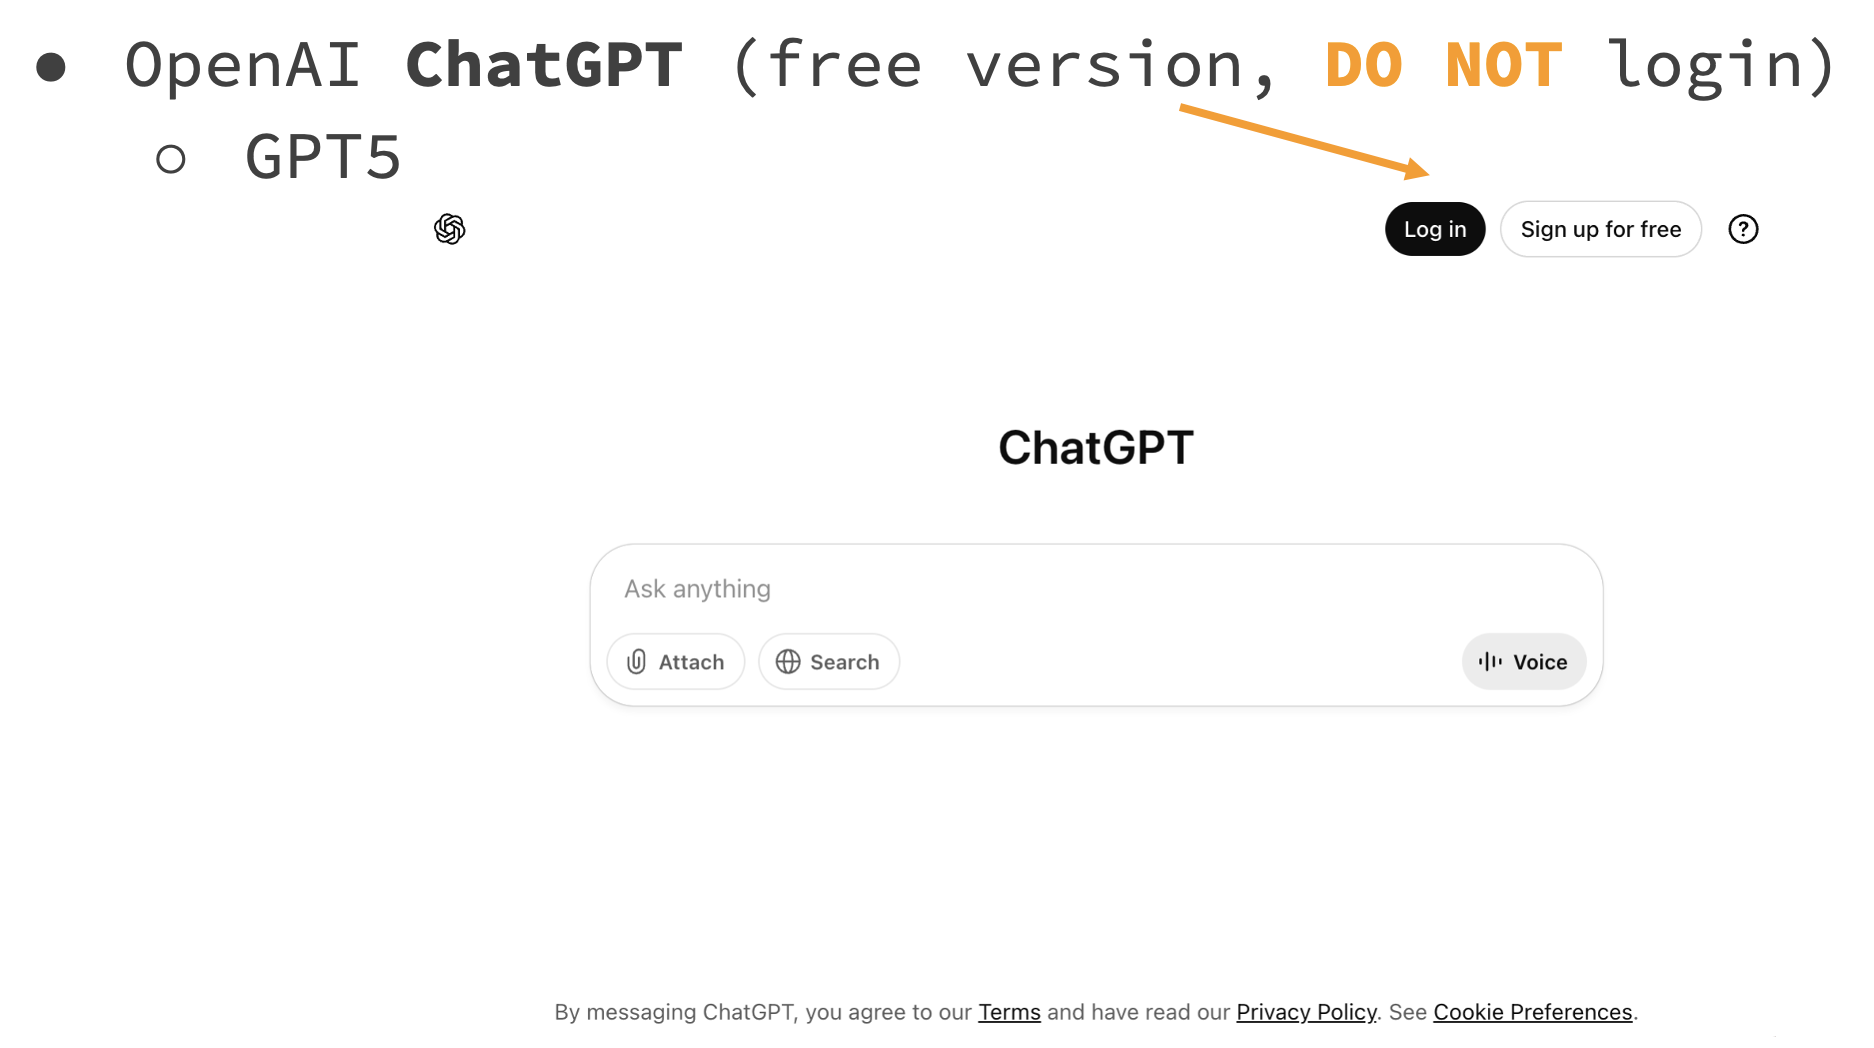 ● OpenAI ChatGPT (free version, DO NOT login)
○ GPT5
Log in Sign up for free ?
ChatGPT
Ask anything
Attach Search Voice
By messaging ChatGPT, you agree to our Terms and have read our Privacy Policy. See Cookie Preferences.